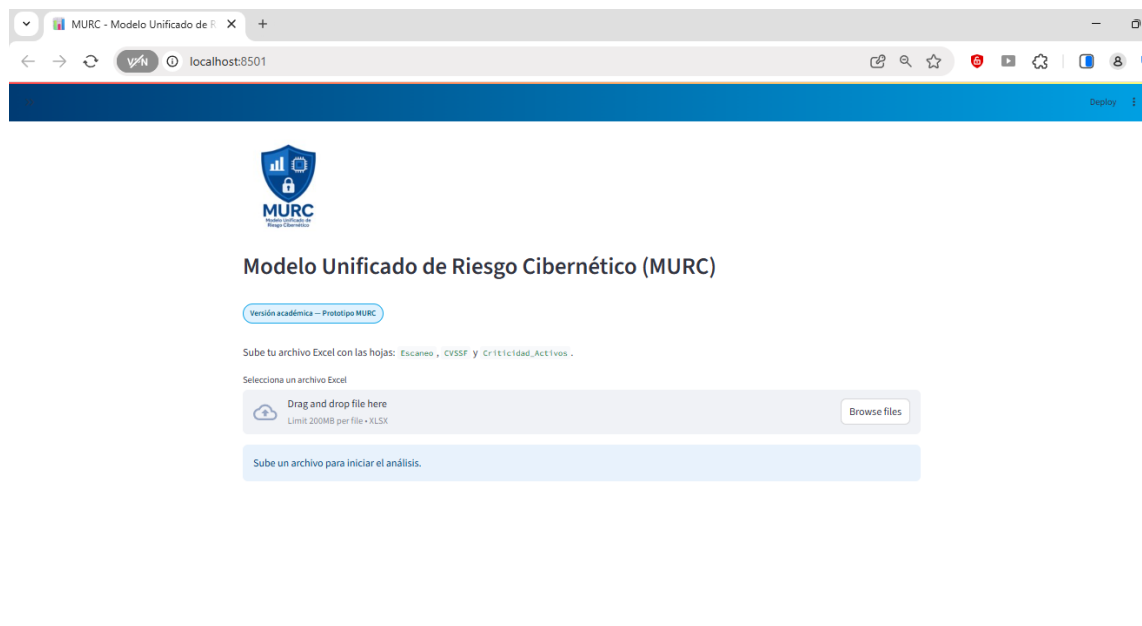 MURC - Modelo Unificado de R
VPN
localhost:8501
Deploy
MURC
Modelo Unificado de
Riesgo Cibernético
Modelo Unificado de Riesgo Cibernético (MURC)
Versión académica — Prototipo MURC
Sube tu archivo Excel con las hojas: Escaneo, CVSSF y Criticidad_Activos.
Selecciona un archivo Excel
Drag and drop file here
Limit 200MB per file • XLSX
Browse files
Sube un archivo para iniciar el análisis.